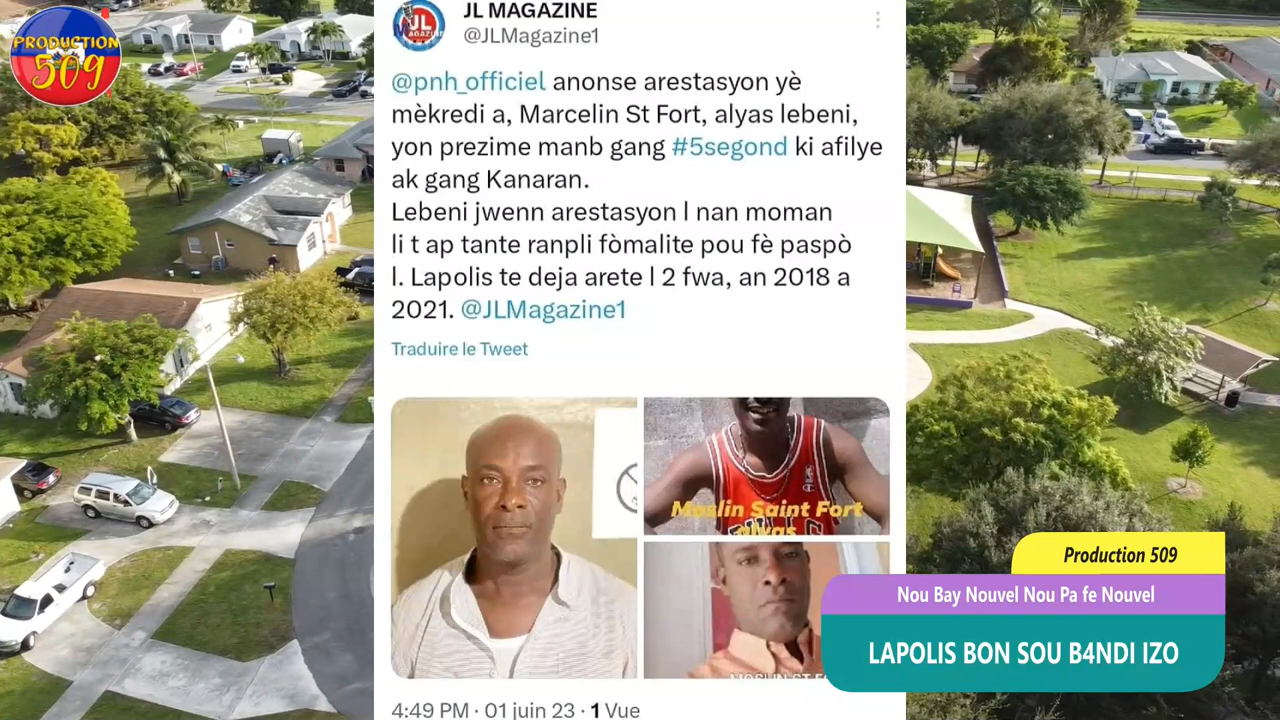 PRODUCTION
509
JL
MAGAZINE
JL MAGAZINE
@JLMagazine1
@pnh_officiel anonse arestasyon yè
mèkredi a, Marcelin St Fort, alyas lebeni,
yon prezime manb gang #5segond ki afilye
ak gang Kanaran.
Lebeni jwenn arestasyon l nan moman
li t ap tante ranpli fòmalite pou fè paspò
l. Lapolis te deja arete l 2 fwa, an 2018 a
2021. @JLMagazine1
Traduire le Tweet
Moslin Saint Fort
alyas
4:49 PM · 01 juin 23 · 1 Vue
Production 509
Nou Bay Nouvel Nou Pa fe Nouvel
LAPOLIS BON SOU B4NDI IZO